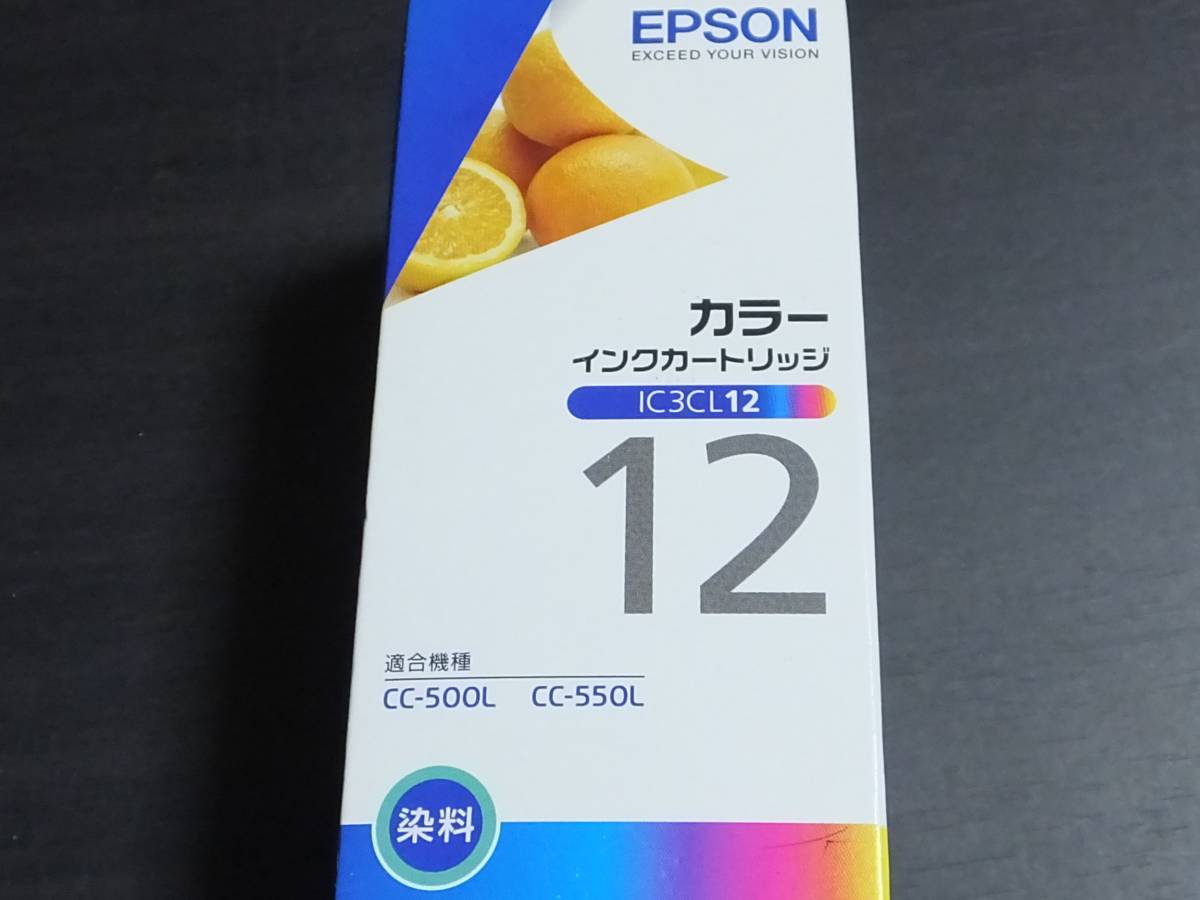 EPSON
EXCEED YOUR VISION
カラー
インクカートリッジ
IC3CL12
12
適合機種
CC-500L CC-550L
染料